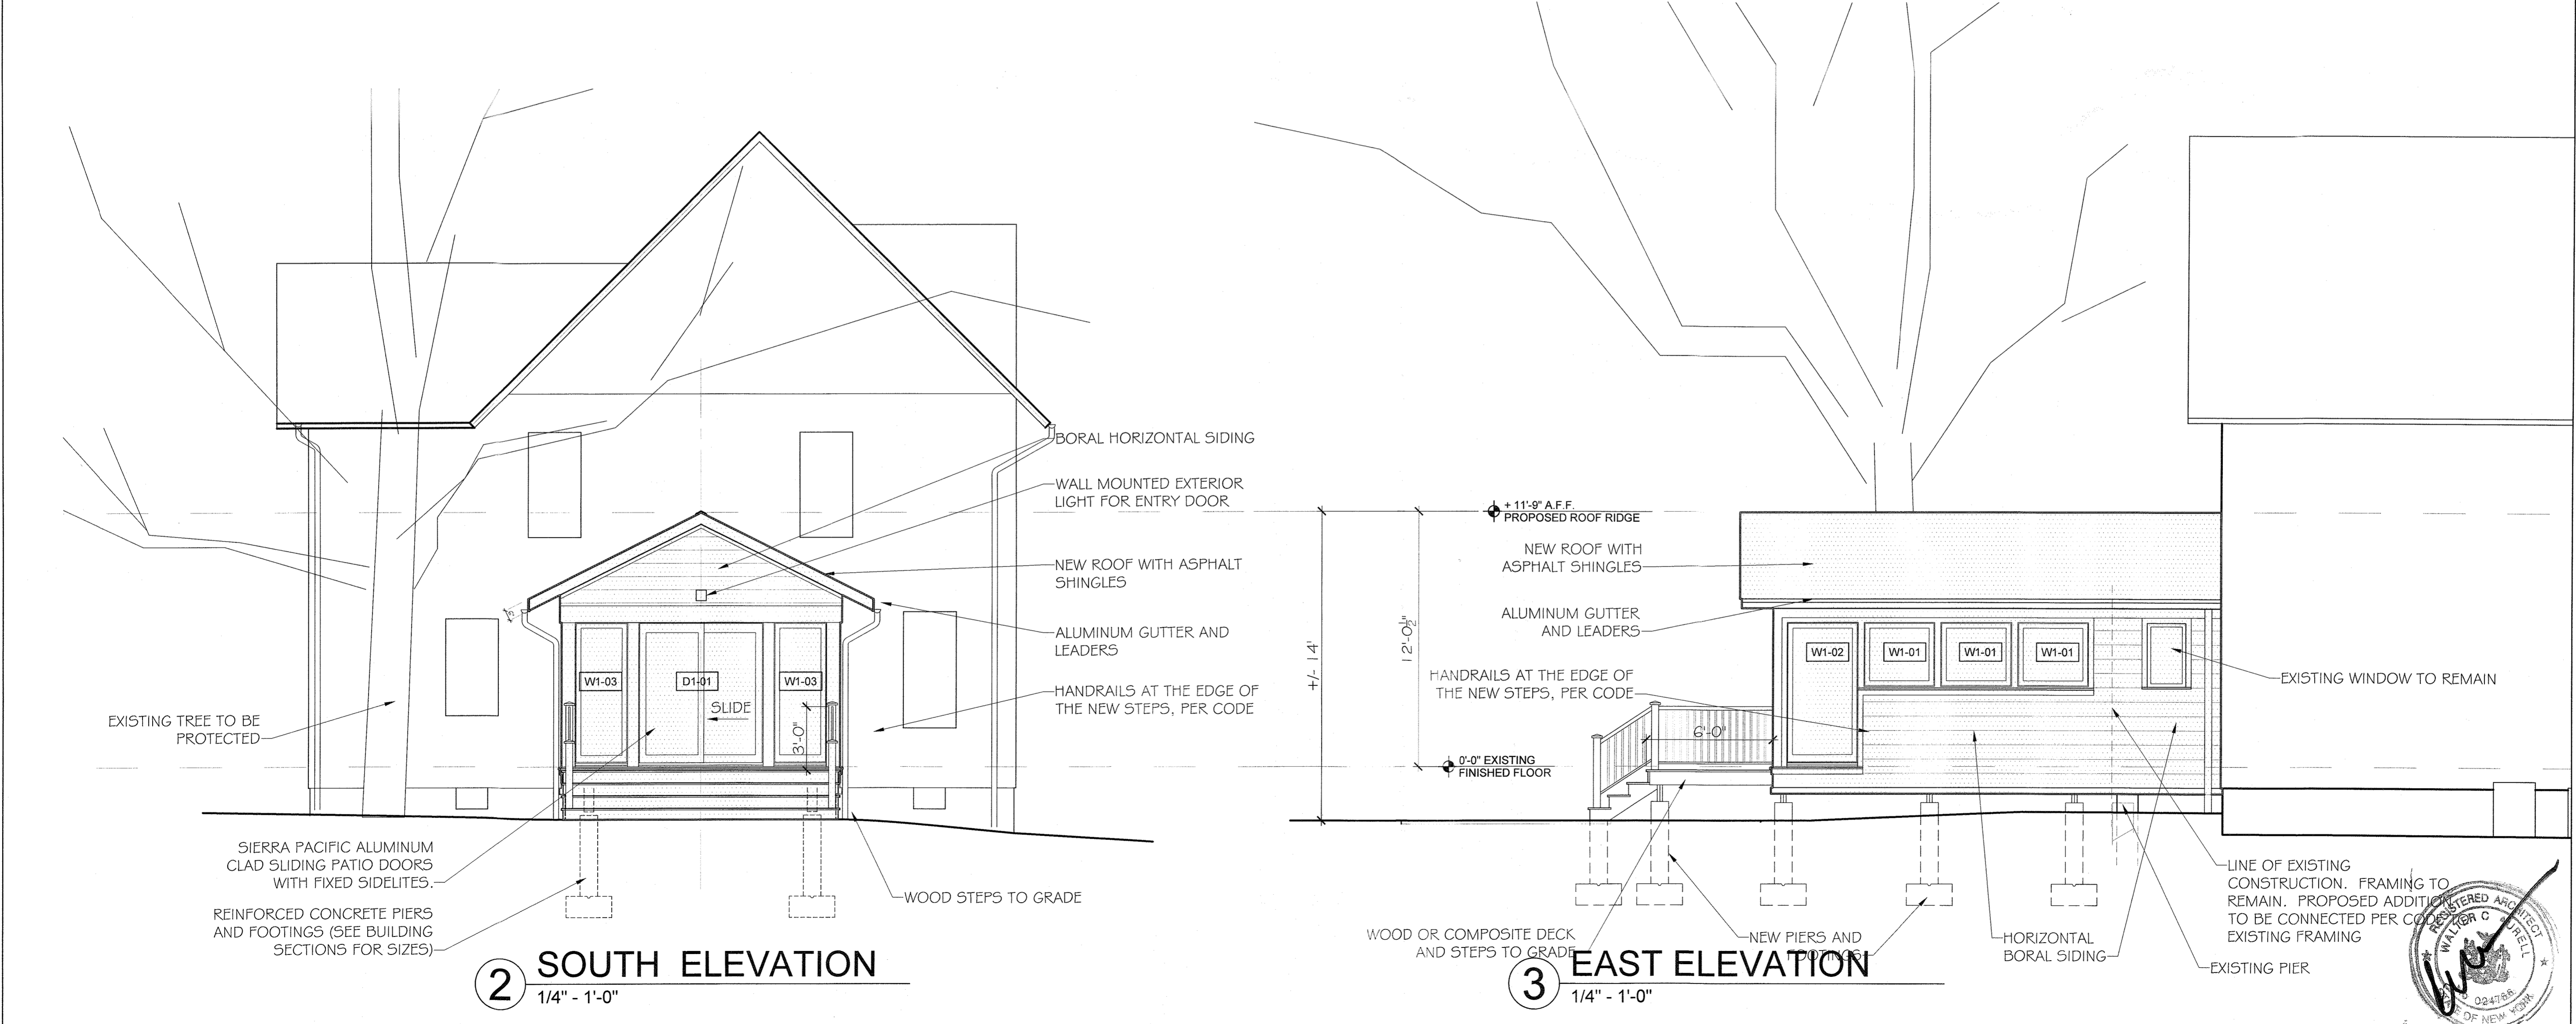 BORAL HORIZONTAL SIDING
WALL MOUNTED EXTERIOR
LIGHT FOR ENTRY DOOR
NEW ROOF WITH ASPHALT
SHINGLES
ALUMINUM GUTTER AND
LEADERS
HANDRAILS AT THE EDGE OF
THE NEW STEPS, PER CODE
W1-03
D1-01
W1-03
SLIDE
3'-0"
EXISTING TREE TO BE
PROTECTED
SIERRA PACIFIC ALUMINUM
CLAD SLIDING PATIO DOORS
WITH FIXED SIDELITES.
REINFORCED CONCRETE PIERS
AND FOOTINGS (SEE BUILDING
SECTIONS FOR SIZES)
WOOD STEPS TO GRADE
2
SOUTH ELEVATION
1/4" - 1'-0"
+ 11'-9" A.F.F.
PROPOSED ROOF RIDGE
+/- 14'
12'-0½"
NEW ROOF WITH
ASPHALT SHINGLES
ALUMINUM GUTTER
AND LEADERS
HANDRAILS AT THE EDGE OF
THE NEW STEPS, PER CODE
6'-0"
0'-0" EXISTING
FINISHED FLOOR
W1-02
W1-01
W1-01
W1-01
EXISTING WINDOW TO REMAIN
LINE OF EXISTING
CONSTRUCTION. FRAMING TO
REMAIN. PROPOSED ADDITION
TO BE CONNECTED PER CODE
EXISTING FRAMING
WOOD OR COMPOSITE DECK
AND STEPS TO GRADE
NEW PIERS AND
FOOTINGS
HORIZONTAL
BORAL SIDING
EXISTING PIER
3
EAST ELEVATION
1/4" - 1'-0"
REGISTERED ARCHITECT
WALTER C
OF NEW YORK